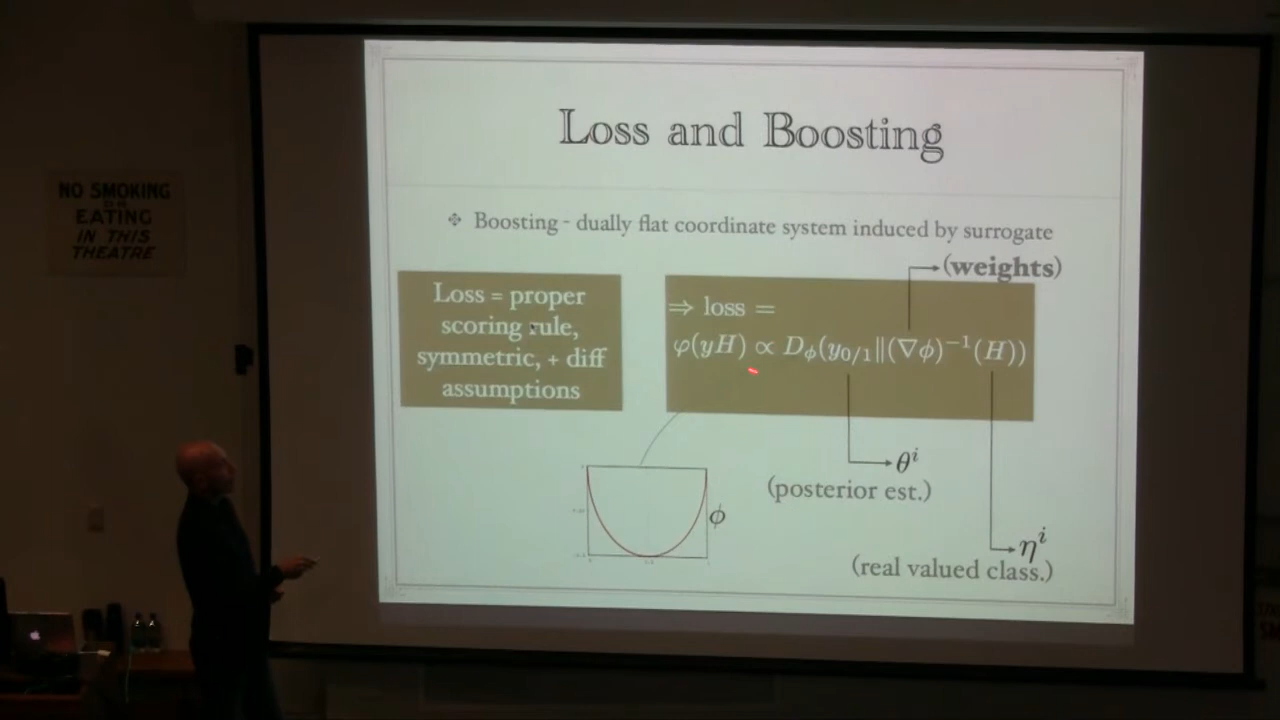 NO SMOKING
OR
EATING
IN THIS
THEATRE
Loss and Boosting
Boosting - dually flat coordinate system induced by surrogate
(weights)
Loss = proper
scoring rule,
symmetric, + diff
assumptions
⇒ loss =
φ(yH) ∝ D_ϕ(y_{0/1}‖(∇ϕ)^{-1}(H))
θ^i
(posterior est.)
ϕ
η^i
(real valued class.)